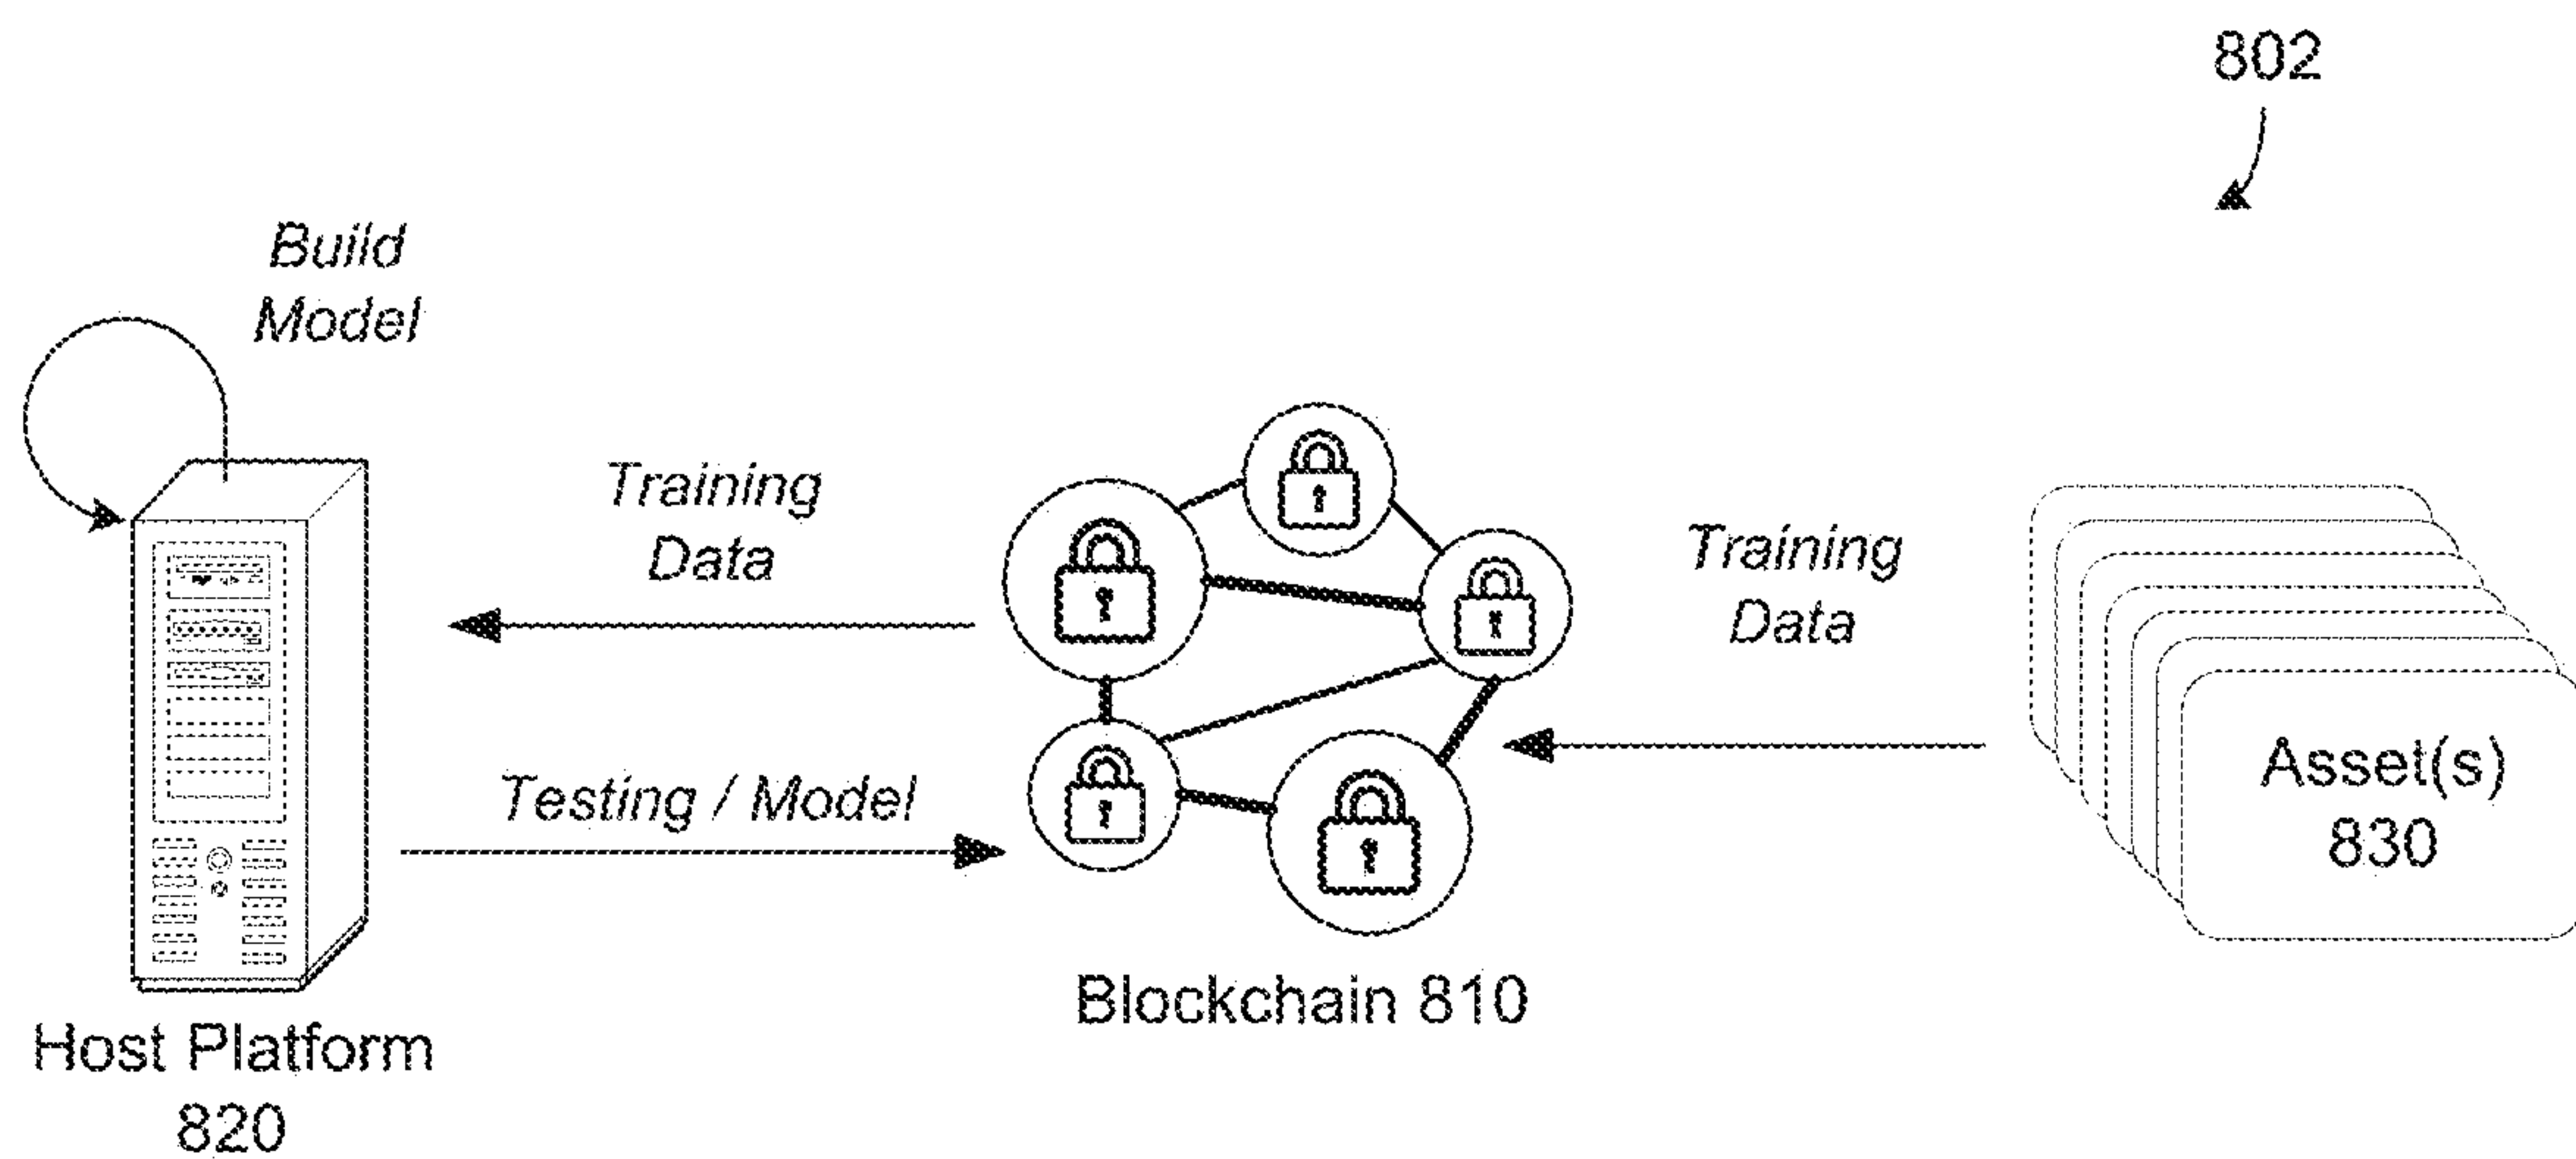 802
Build
Model
Training
Data
Training
Data
Testing / Model
Asset(s)
830
Blockchain 810
Host Platform
820